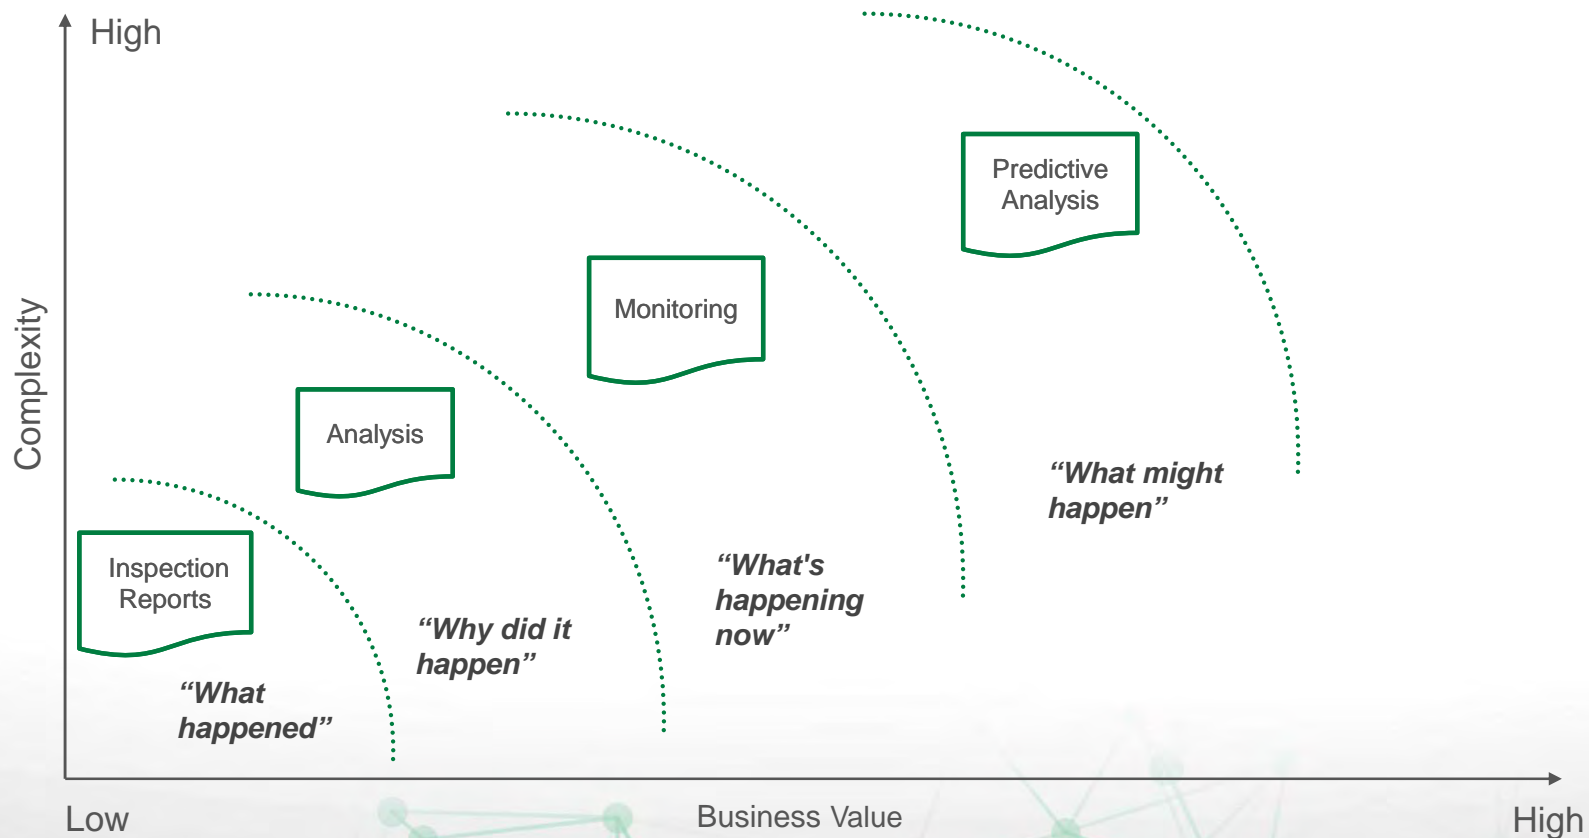 High
Predictive
Analysis
Monitoring
Complexity
Analysis
“What might
happen”
Inspection
Reports
“What's
happening
now”
“Why did it
happen”
“What
happened”
Low
Business Value
High